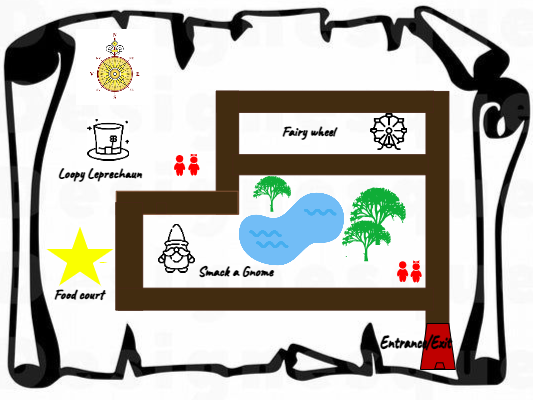 N
W E
S
Fairy wheel
Loopy Leprechaun
Smack a Gnome
Food court
Entrance/Exit